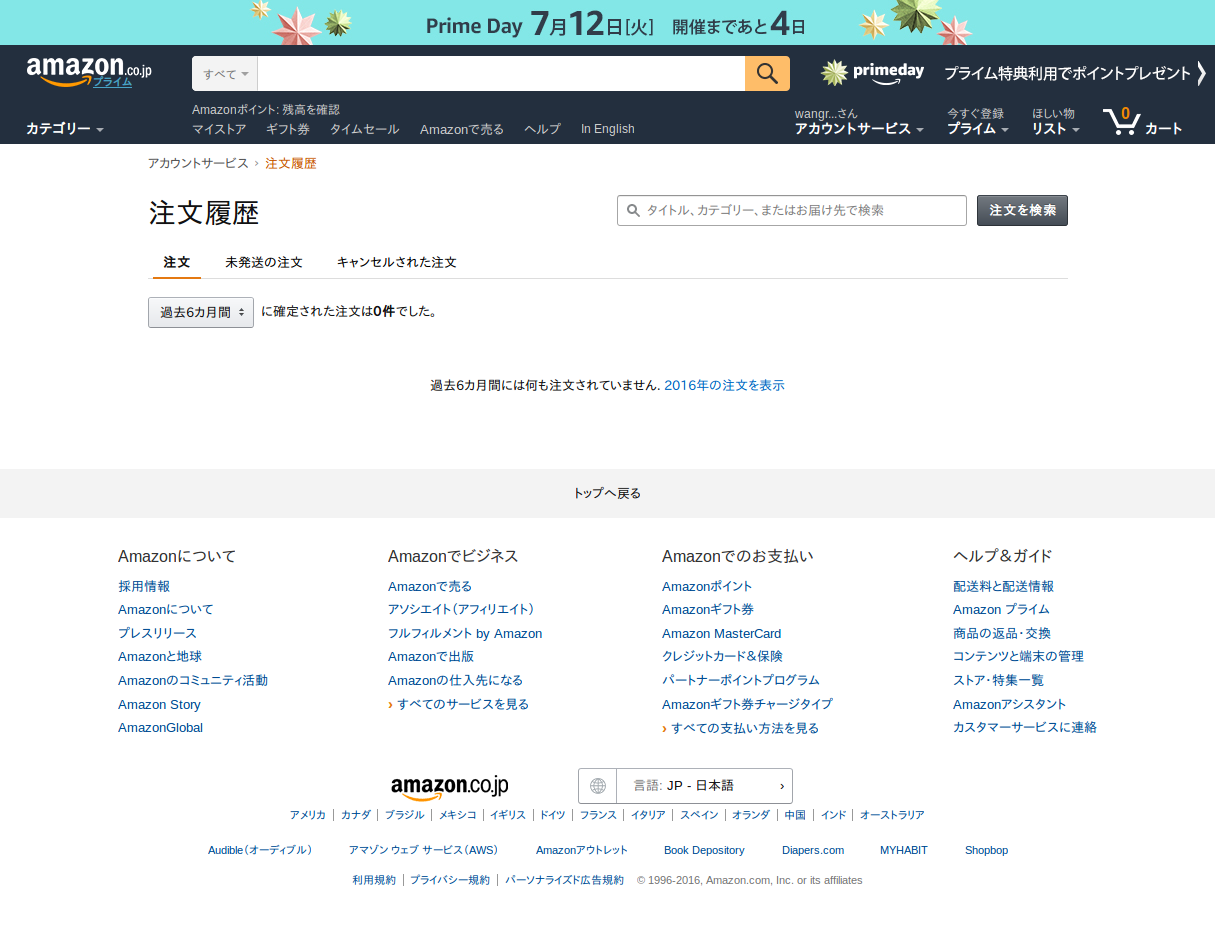 Prime Day 7月12日[火] 開催まであと4日
amazon.co.jp
プライム
すべて
primeday プライム特典利用でポイントプレゼント
Amazonポイント: 残高を確認
カテゴリー マイストア ギフト券 タイムセール Amazonで売る ヘルプ In English
wangr...さん
アカウントサービス
今すぐ登録
プライム
ほしい物
リスト
0 カート
アカウントサービス › 注文履歴
注文履歴
タイトル、カテゴリー、またはお届け先で検索 注文を検索
注文 未発送の注文 キャンセルされた注文
過去6カ月間 に確定された注文は0件でした。
過去6カ月間には何も注文されていません. 2016年の注文を表示
トップへ戻る
Amazonについて
採用情報
Amazonについて
プレスリリース
Amazonと地球
Amazonのコミュニティ活動
Amazon Story
AmazonGlobal
Amazonでビジネス
Amazonで売る
アソシエイト（アフィリエイト）
フルフィルメント by Amazon
Amazonで出版
Amazonの仕入先になる
› すべてのサービスを見る
Amazonでのお支払い
Amazonポイント
Amazonギフト券
Amazon MasterCard
クレジットカード＆保険
パートナーポイントプログラム
Amazonギフト券チャージタイプ
› すべての支払い方法を見る
ヘルプ＆ガイド
配送料と配送情報
Amazon プライム
商品の返品・交換
コンテンツと端末の管理
ストア・特集一覧
Amazonアシスタント
カスタマーサービスに連絡
amazon.co.jp 言語: JP - 日本語 ›
アメリカ カナダ ブラジル メキシコ イギリス ドイツ フランス イタリア スペイン オランダ 中国 インド オーストラリア
Audible（オーディブル） アマゾン ウェブ サービス（AWS） Amazonアウトレット Book Depository Diapers.com MYHABIT Shopbop
利用規約 プライバシー規約 パーソナライズド広告規約 © 1996-2016, Amazon.com, Inc. or its affiliates